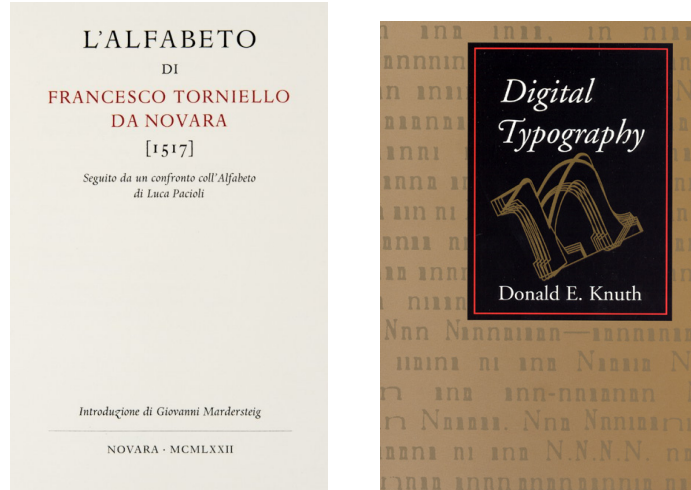 L'ALFABETO
DI
FRANCESCO TORNIELLO
DA NOVARA
[1517]
Seguito da un confronto coll'Alfabeto
di Luca Pacioli
Introduzione di Giovanni Mardersteig
NOVARA · MCMLXXII
Digital
Typography
Donald E. Knuth